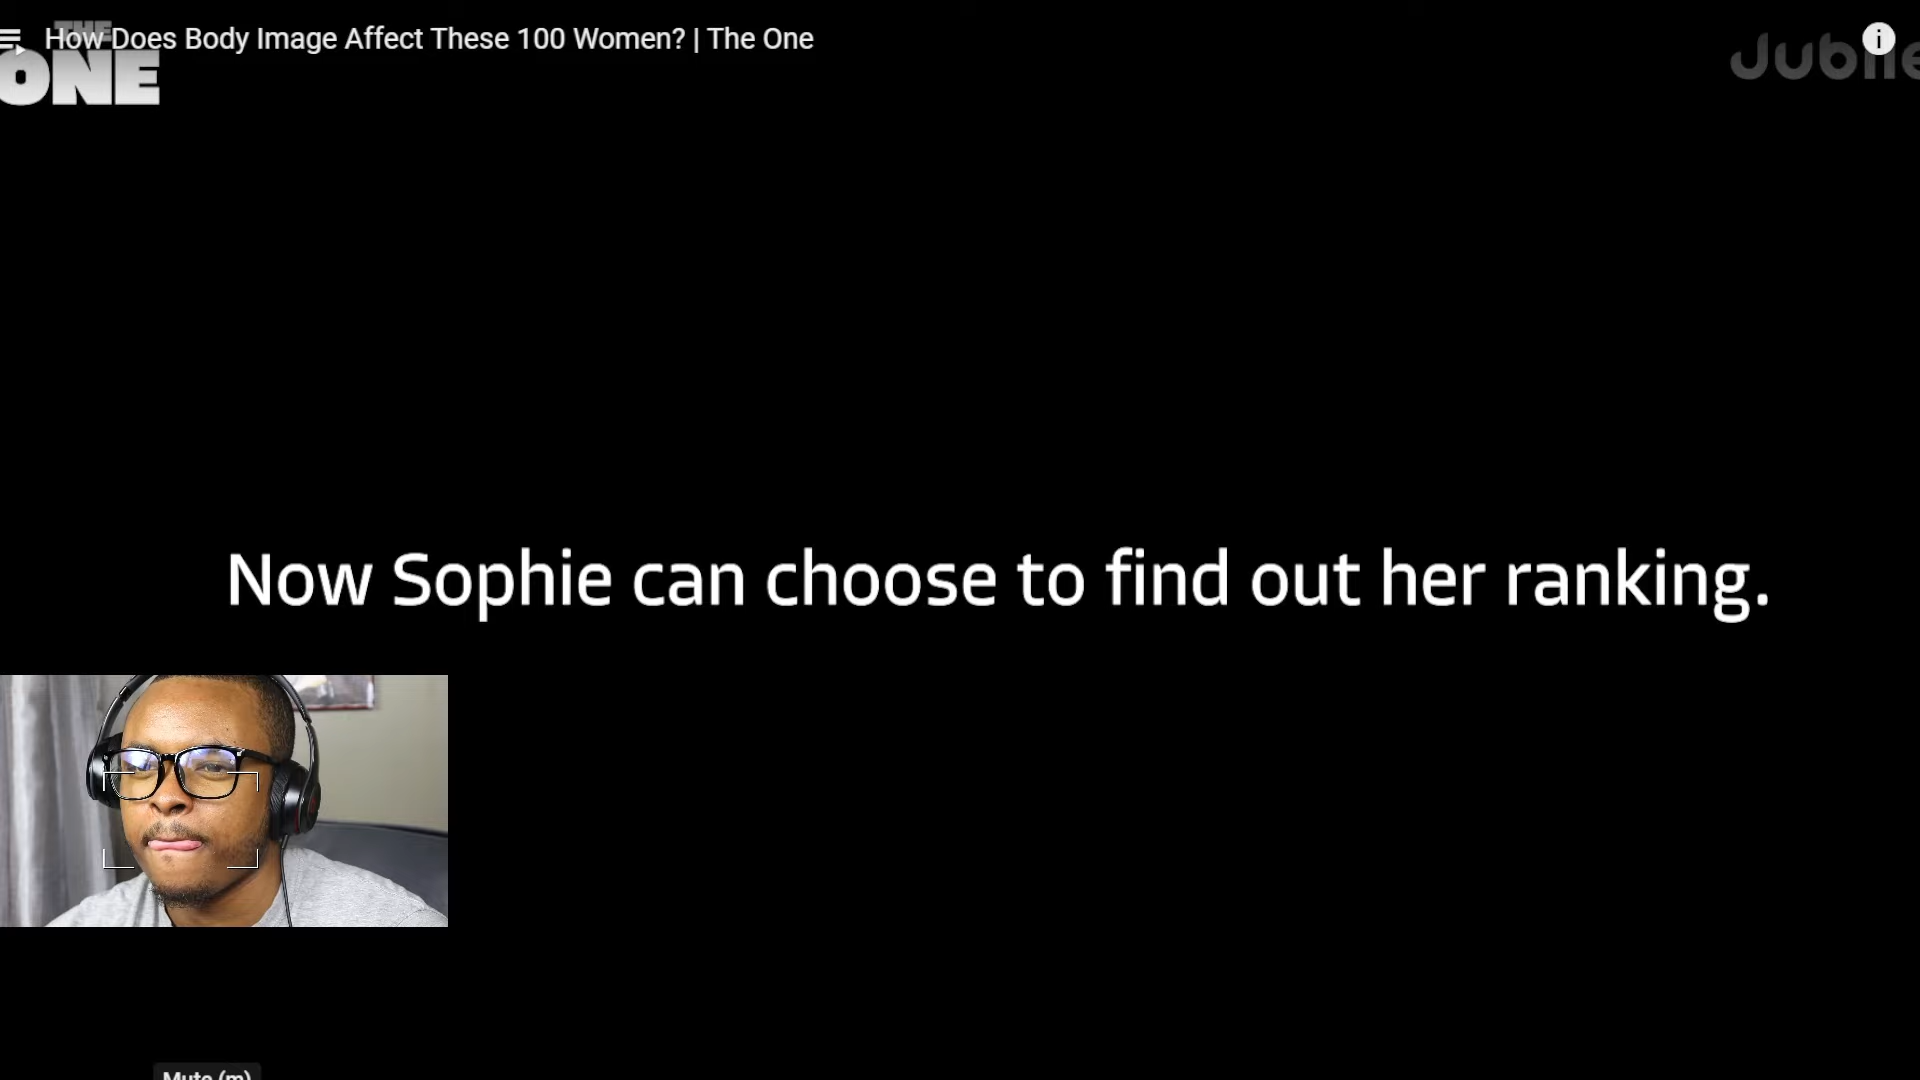 How Does Body Image Affect These 100 Women? | The One
THE
ONE
i
Now Sophie can choose to find out her ranking.
Mute (m)